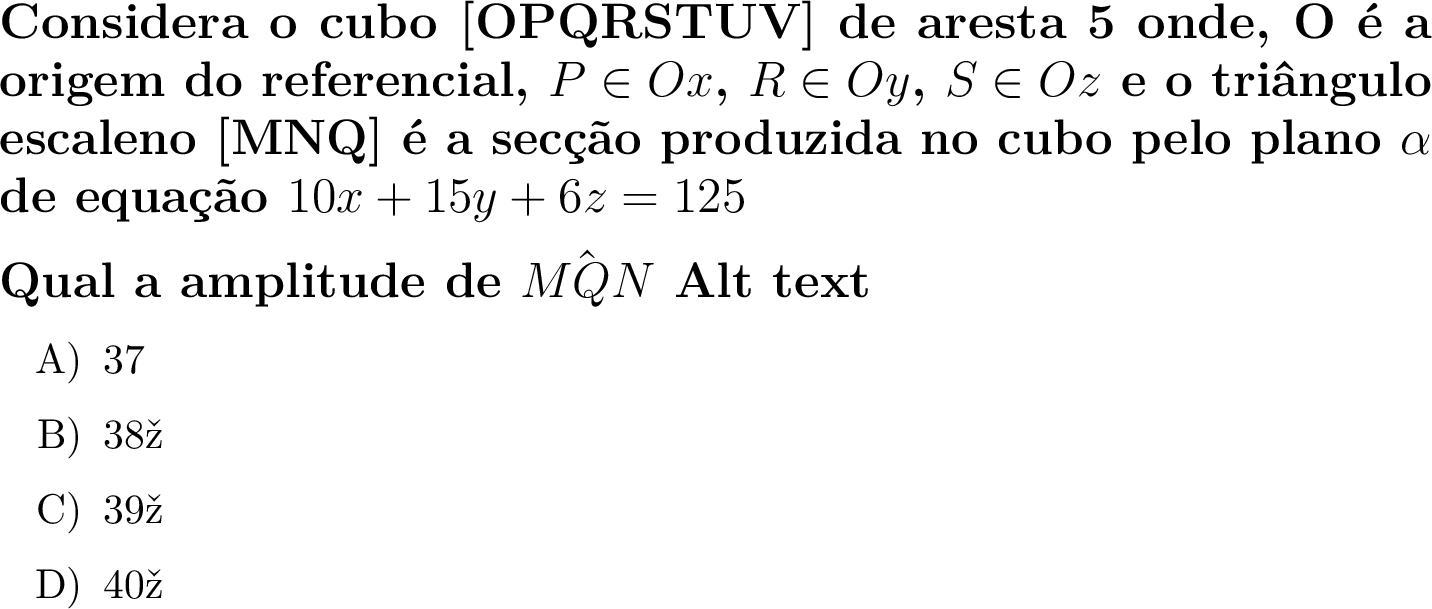 Considera o cubo [OPQRSTUV] de aresta 5 onde, O é a
origem do referencial, $P \in Ox$, $R \in Oy$, $S \in Oz$ e o triângulo
escaleno [MNQ] é a secção produzida no cubo pelo plano $\alpha$
de equação $10x + 15y + 6z = 125$
Qual a amplitude de $M\hat{Q}N$ Alt text
A) 37
B) 38ž
C) 39ž
D) 40ž